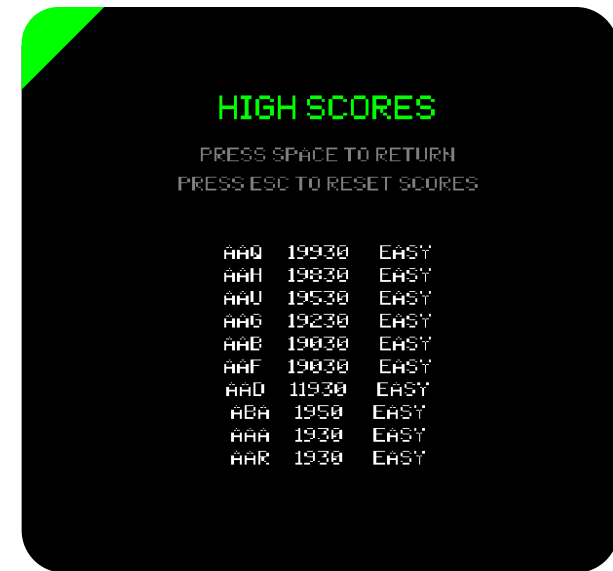 HIGH SCORES
PRESS SPACE TO RETURN
PRESS ESC TO RESET SCORES
AAQ 19930 EASY
AAH 19830 EASY
AAU 19530 EASY
AAG 19230 EASY
AAB 19030 EASY
AAF 19030 EASY
AAD 11930 EASY
ABA 1950 EASY
AAA 1930 EASY
AAR 1930 EASY